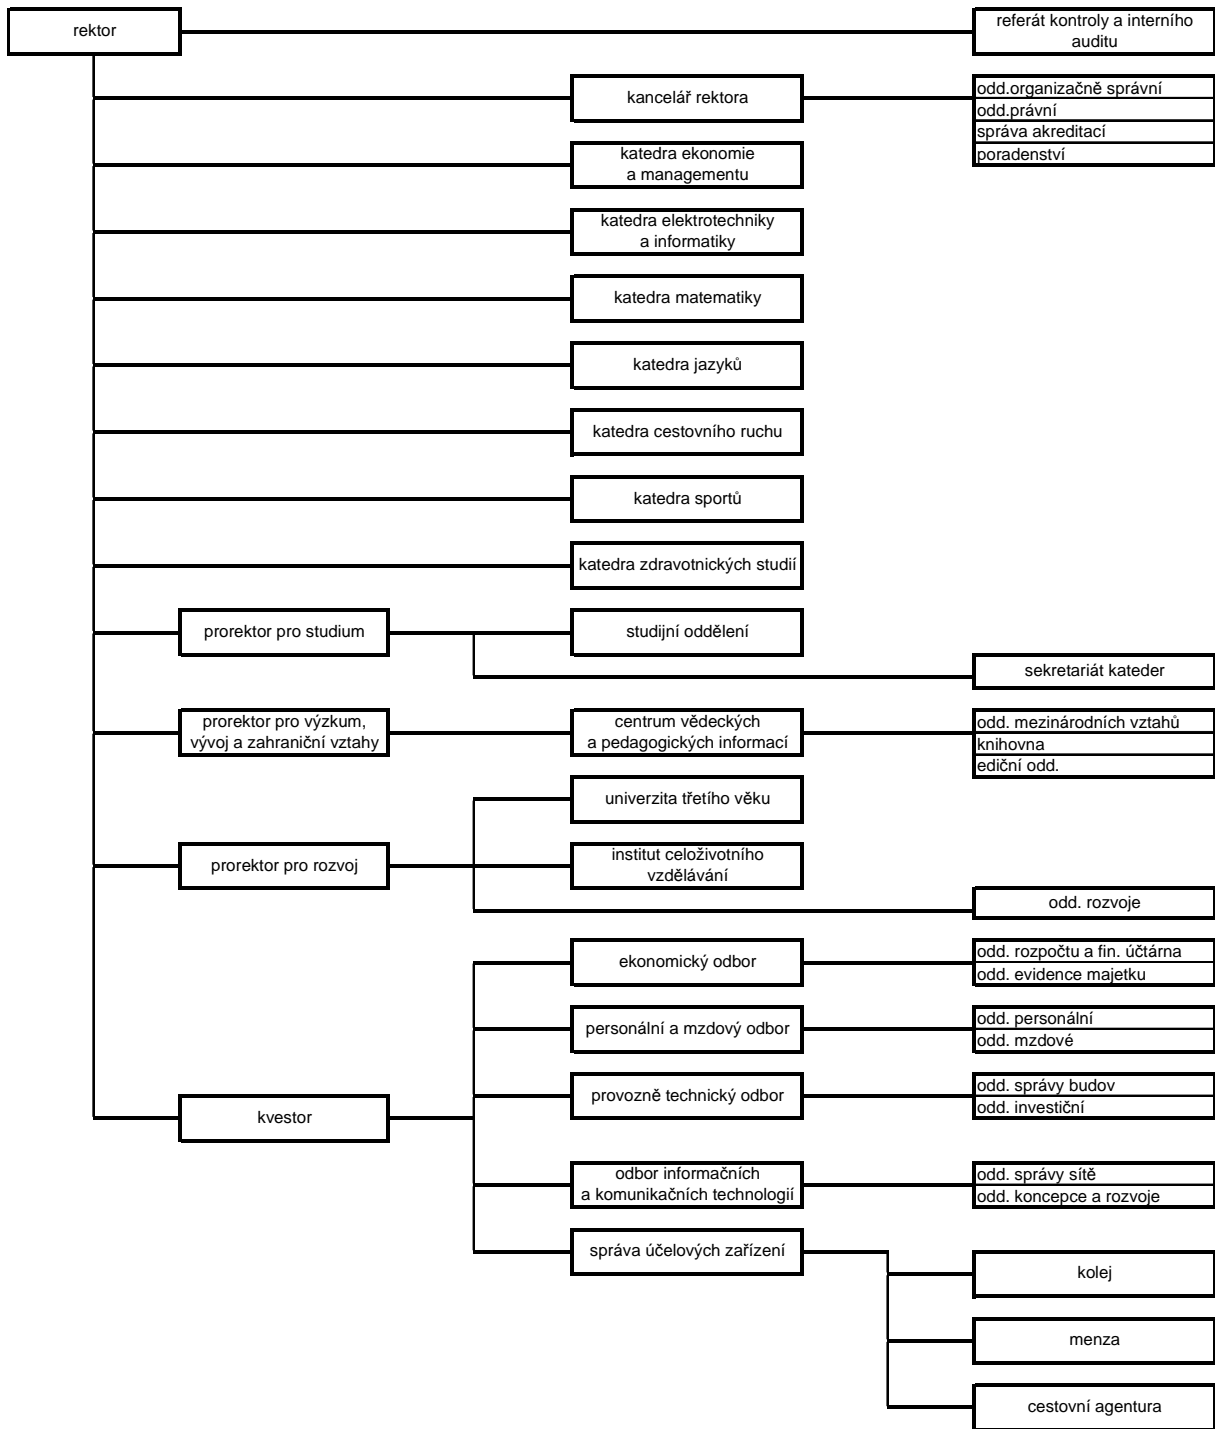 rektor
referát kontroly a interního
auditu
kancelář rektora
odd.organizačně správní
odd.právní
správa akreditací
poradenství
katedra ekonomie
a managementu
katedra elektrotechniky
a informatiky
katedra matematiky
katedra jazyků
katedra cestovního ruchu
katedra sportů
katedra zdravotnických studií
prorektor pro studium
studijní oddělení
sekretariát kateder
prorektor pro výzkum,
vývoj a zahraniční vztahy
centrum vědeckých
a pedagogických informací
odd. mezinárodních vztahů
knihovna
ediční odd.
univerzita třetího věku
prorektor pro rozvoj
institut celoživotního
vzdělávání
odd. rozvoje
ekonomický odbor
odd. rozpočtu a fin. účtárna
odd. evidence majetku
personální a mzdový odbor
odd. personální
odd. mzdové
provozně technický odbor
odd. správy budov
odd. investiční
kvestor
odbor informačních
a komunikačních technologií
odd. správy sítě
odd. koncepce a rozvoje
správa účelových zařízení
kolej
menza
cestovní agentura